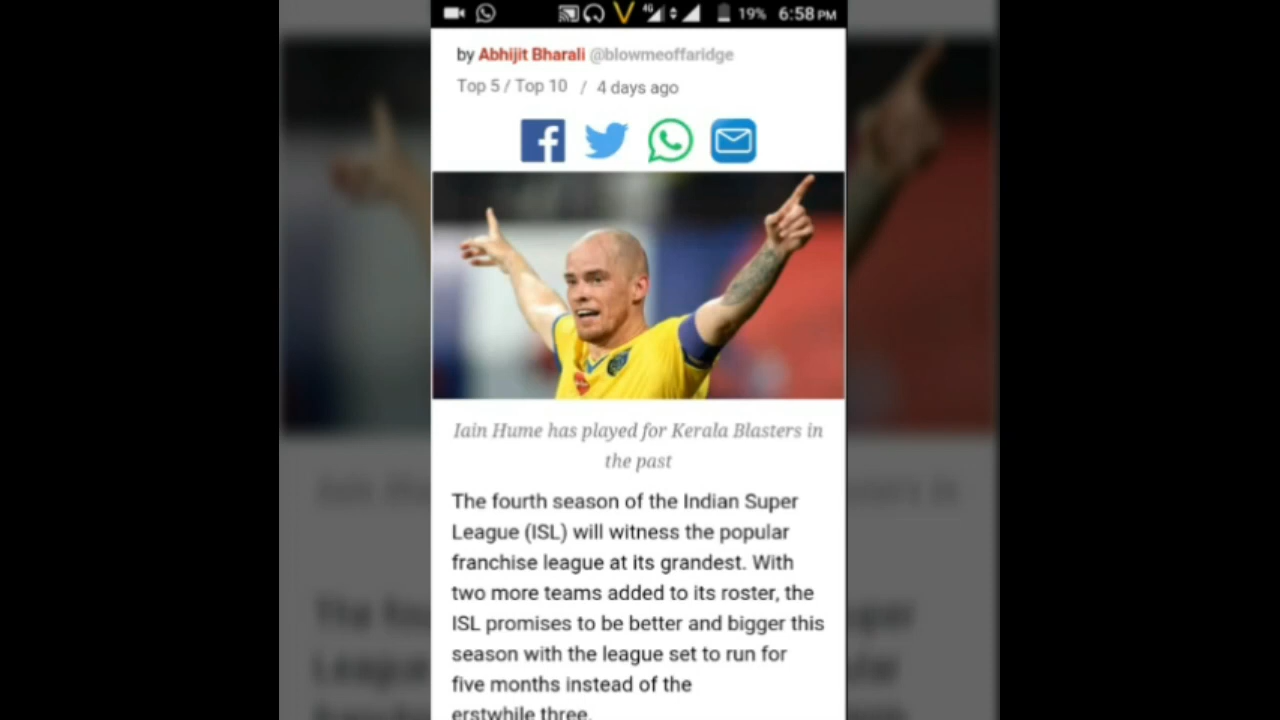 4G 19% 6:58 PM
by Abhijit Bharali @blowmeoffaridge
Top 5 / Top 10 / 4 days ago
Iain Hume has played for Kerala Blasters in
the past
The fourth season of the Indian Super
League (ISL) will witness the popular
franchise league at its grandest. With
two more teams added to its roster, the
ISL promises to be better and bigger this
season with the league set to run for
five months instead of the
erstwhile three.